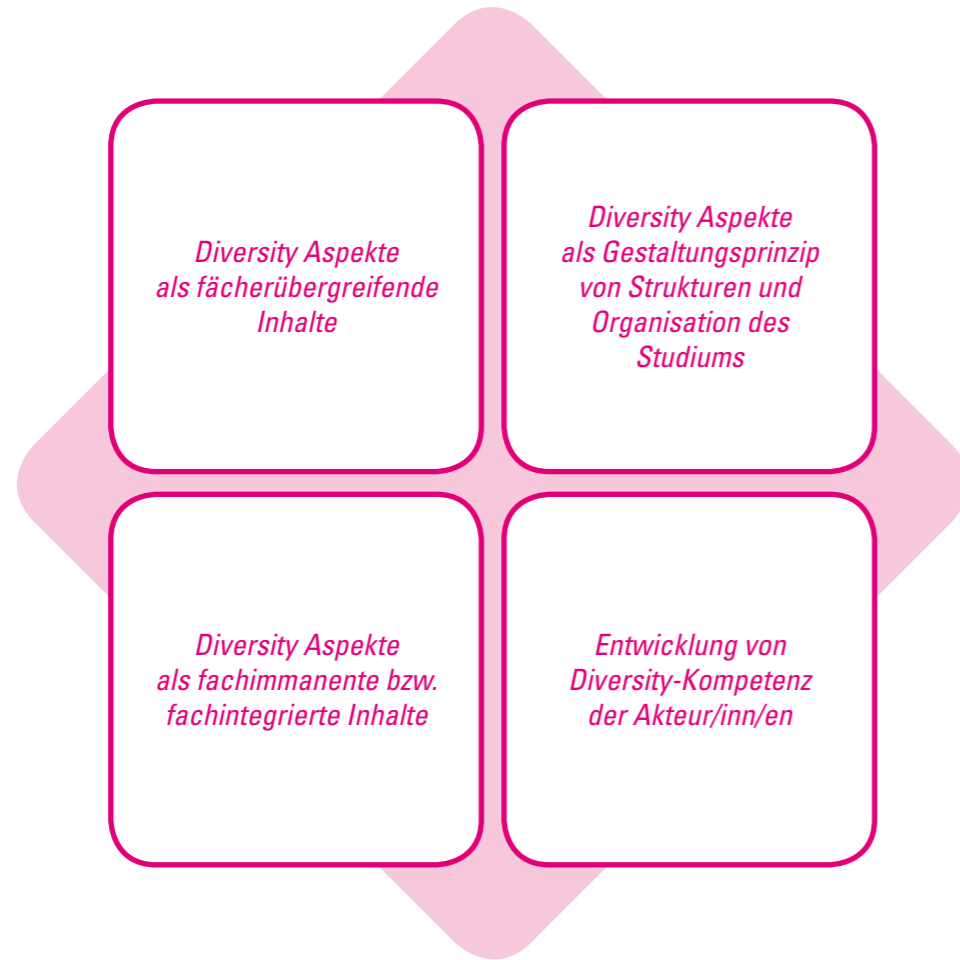 Diversity Aspekte
als fächerübergreifende
Inhalte
Diversity Aspekte
als Gestaltungsprinzip
von Strukturen und
Organisation des
Studiums
Diversity Aspekte
als fachimmanente bzw.
fachintegrierte Inhalte
Entwicklung von
Diversity-Kompetenz
der Akteur/inn/en